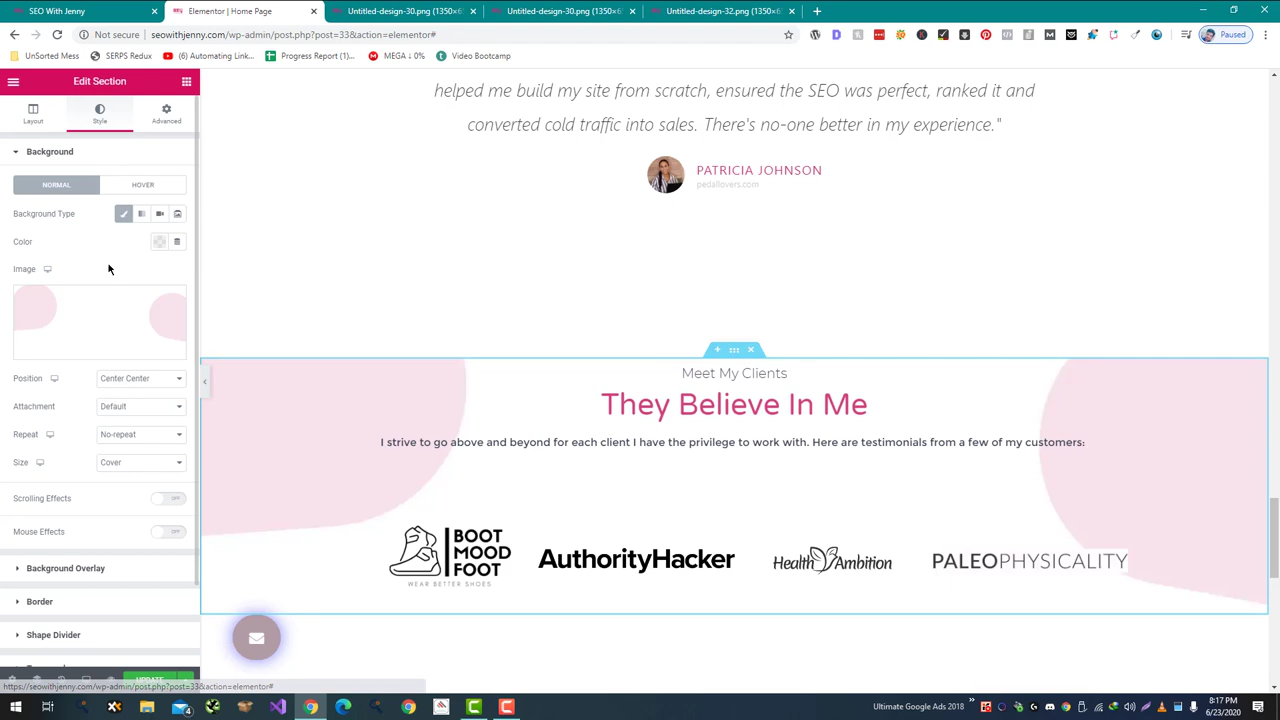 SEO With Jenny
Elementor | Home Page
Untitled-design-30.png (1350×6
Untitled-design-31.png (1350×6
Untitled-design-32.png (1350×6
Not secure
seowithjenny.com/wp-admin/post.php?post=33&action=elementor#
Paused
UnSorted Mess
SERPS Redux
(2) Automating Link...
Progress Report (1)...
MEGA ↓ 0%
Video Bootcamp
Edit Section
Layout
Style
Advanced
Background
NORMAL
HOVER
Background Type
Color
Image
Position
Center Center
Attachment
Default
Repeat
No-repeat
Size
Cover
Scrolling Effects
OFF
Mouse Effects
OFF
Background Overlay
Border
Shape Divider
UPDATE
helped me build my site from scratch, ensured the SEO was perfect, ranked it and
converted cold traffic into sales. There's no-one better in my experience."
PATRICIA JOHNSON
pedallovers.com
Meet My Clients
They Believe In Me
I strive to go above and beyond for each client I have the privilege to work with. Here are testimonials from a few of my customers:
BOOT
MOOD
FOOT
WEAR BETTER SHOES
AuthorityHacker
Health Ambition
PALEOPHYSICALITY
https://seowithjenny.com/wp-admin/post.php?post=33&action=elementor#
Ultimate Google Ads 2018
8:17 PM
6/23/2020